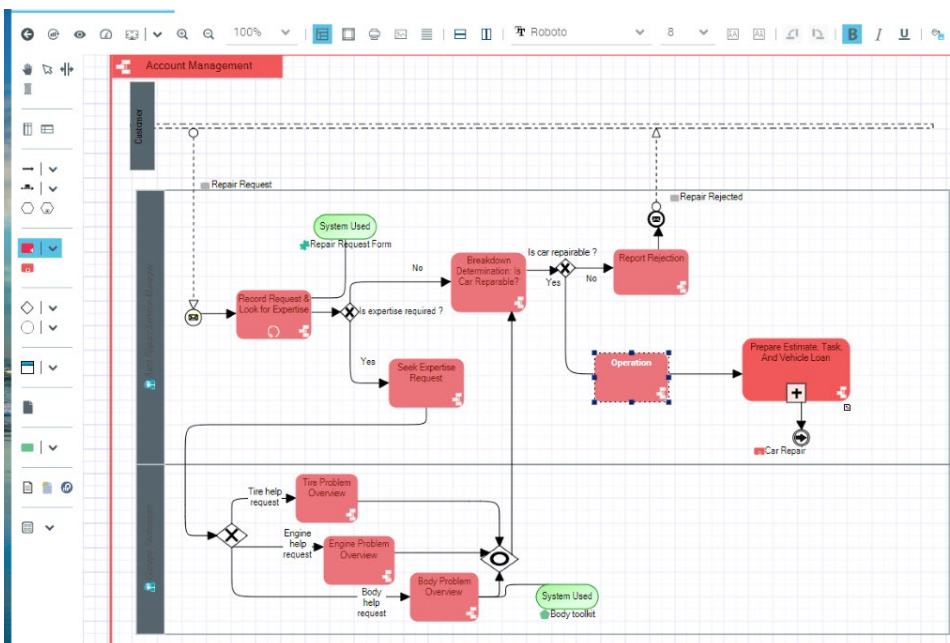 100%
Roboto
8
B
I
U
Account Management
Customer
Repair Request
Repair Rejected
System Used
Repair Request Form
Is car repairable ?
Breakdown
Determination: Is
Car Reparable?
Report Rejection
No
Yes
No
Record Request &
Look for Expertise
Is expertise required ?
Yes
Seek Expertise
Request
Operation
Prepare Estimate, Task,
And Vehicle Loan
Car Repair
Tire help
request
Tire Problem
Overview
Engine
help
request
Engine Problem
Overview
Body
help
request
Body Problem
Overview
System Used
Body toolkit